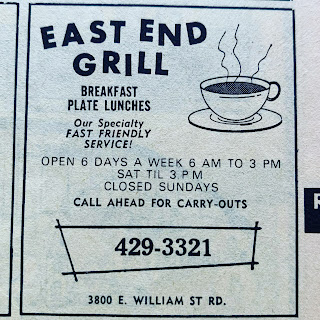 EAST END
GRILL
BREAKFAST
PLATE LUNCHES
Our Specialty
FAST FRIENDLY
SERVICE!
OPEN 6 DAYS A WEEK 6 AM TO 3 PM
SAT TIL 3 PM
CLOSED SUNDAYS
CALL AHEAD FOR CARRY-OUTS
429-3321
3800 E. WILLIAM ST RD.